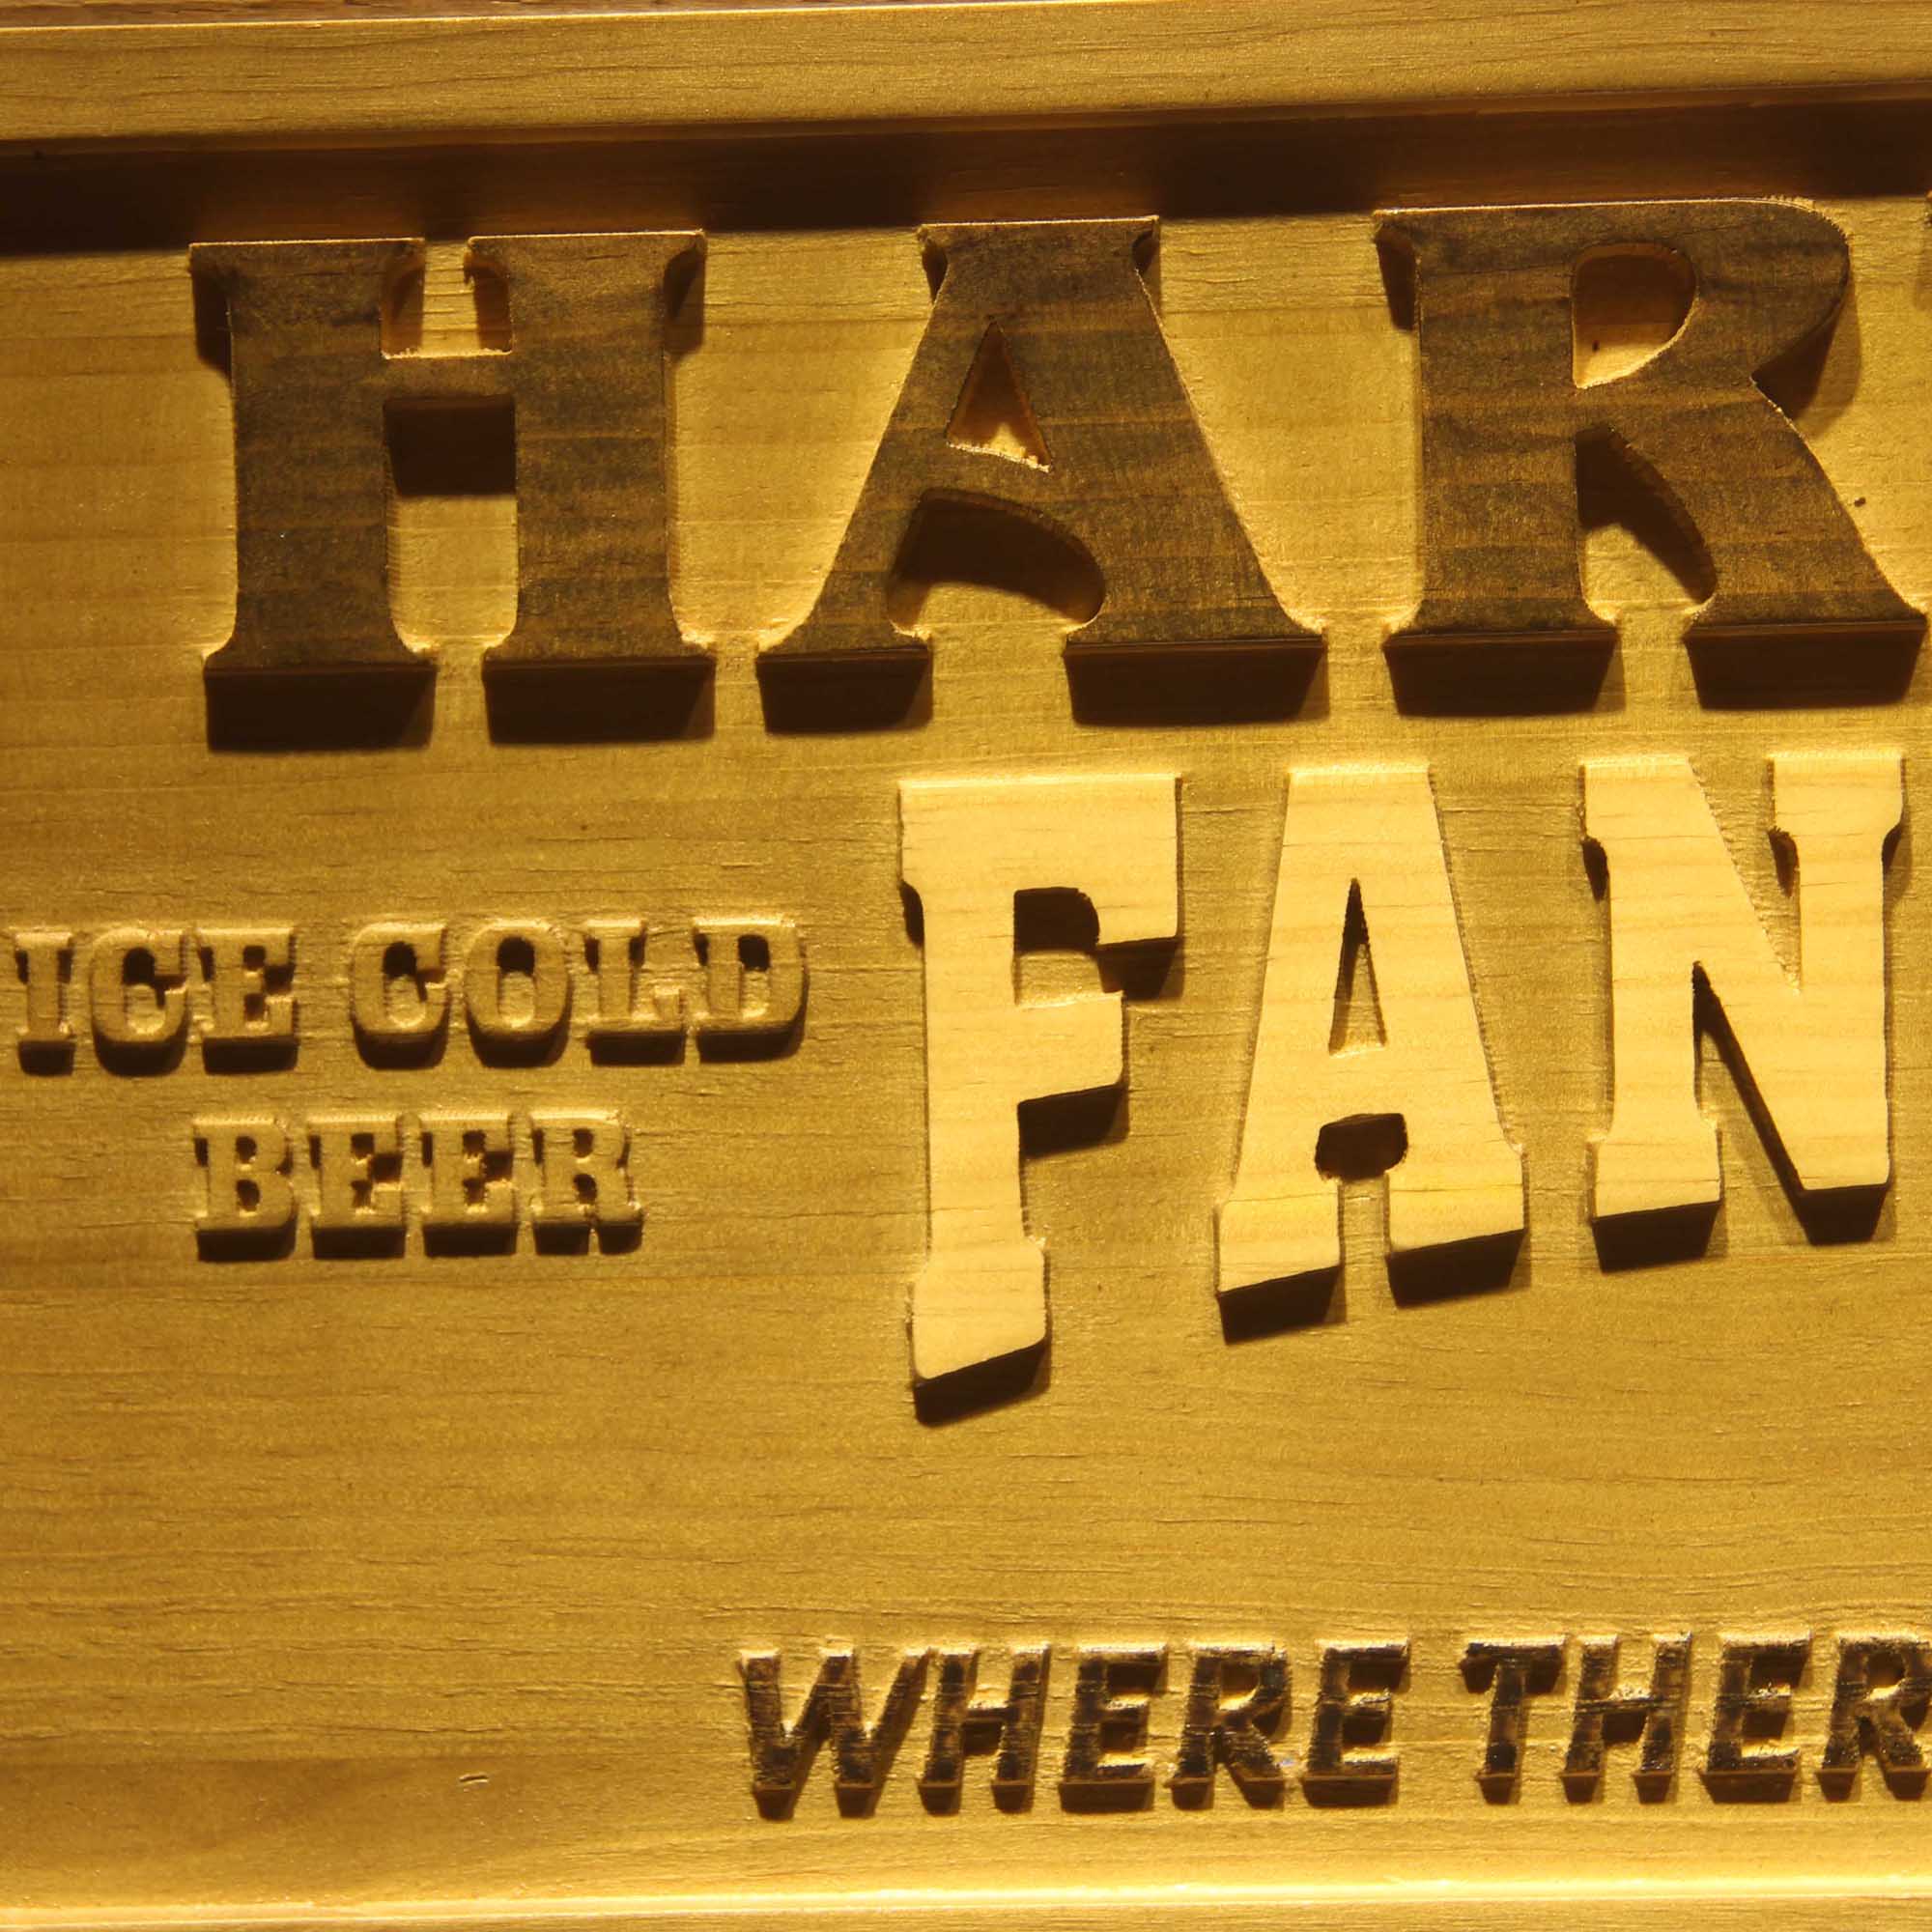 HAR
FAN
ICE COLD
BEER
WHERE THER